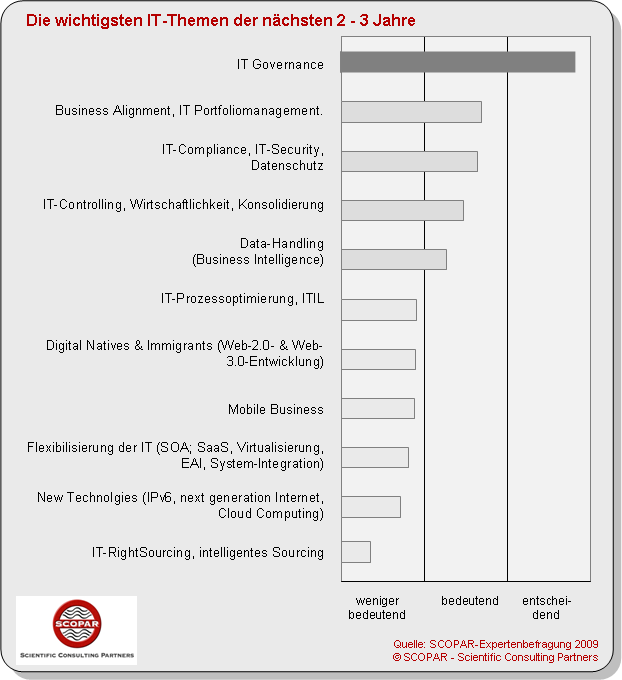 Die wichtigsten IT-Themen der nächsten 2 - 3 Jahre
IT Governance
Business Alignment, IT Portfoliomanagement.
IT-Compliance, IT-Security,
Datenschutz
IT-Controlling, Wirtschaftlichkeit, Konsolidierung
Data-Handling
(Business Intelligence)
IT-Prozessoptimierung, ITIL
Digital Natives & Immigrants (Web-2.0- & Web-
3.0-Entwicklung)
Mobile Business
Flexibilisierung der IT (SOA; SaaS, Virtualisierung,
EAI, System-Integration)
New Technolgies (IPv6, next generation Internet,
Cloud Computing)
IT-RightSourcing, intelligentes Sourcing
weniger
bedeutend
bedeutend
entschei-
dend
SCOPAR
SCIENTIFIC CONSULTING PARTNERS
Quelle: SCOPAR-Expertenbefragung 2009
© SCOPAR - Scientific Consulting Partners